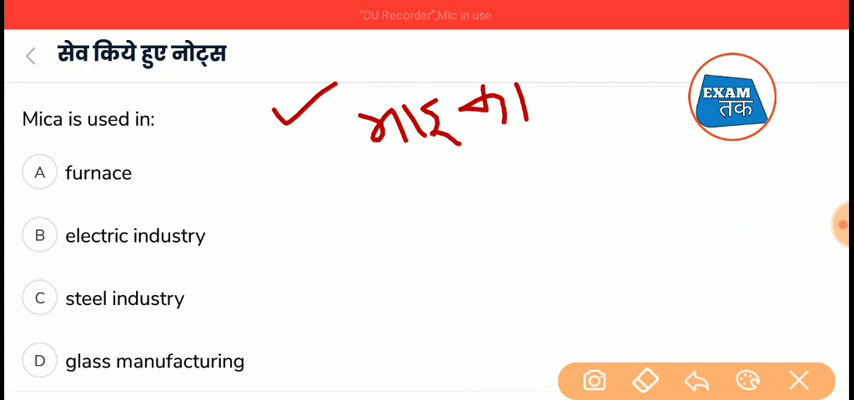 "DU Recorder",Mic in use
सेव किये हुए नोट्स
EXAM
तक
माइका
Mica is used in:
A furnace
B electric industry
C steel industry
D glass manufacturing